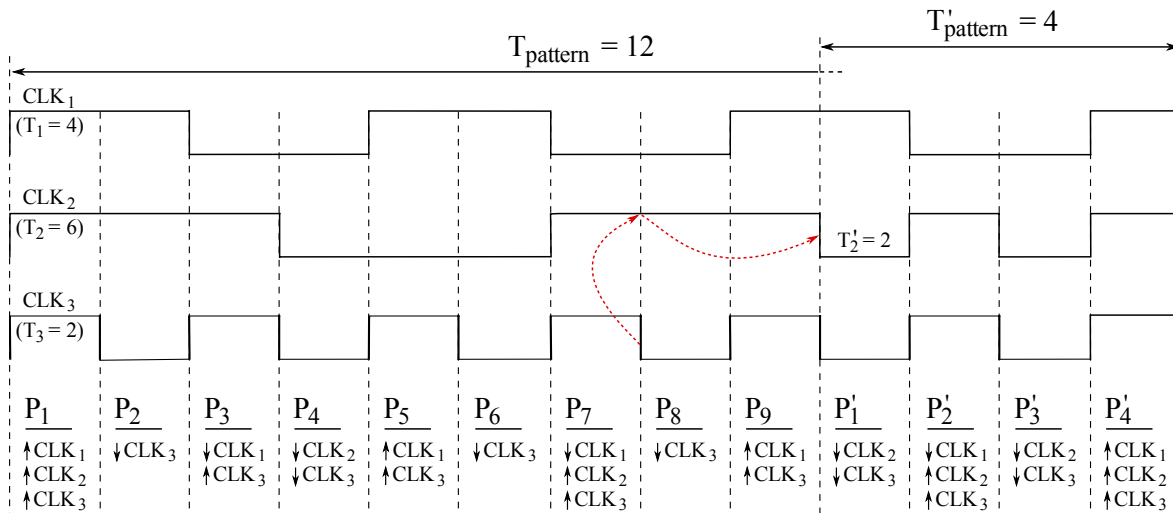 T_pattern = 12
T'_pattern = 4
CLK_1
(T_1 = 4)
CLK_2
(T_2 = 6)
T'_2 = 2
CLK_3
(T_3 = 2)
P_1 P_2 P_3 P_4 P_5 P_6 P_7 P_8 P_9 P'_1 P'_2 P'_3 P'_4
↑CLK_1 ↓CLK_3 ↓CLK_1 ↓CLK_2 ↑CLK_1 ↓CLK_3 ↓CLK_1 ↓CLK_3 ↑CLK_1 ↓CLK_2 ↓CLK_1 ↓CLK_2 ↑CLK_1
↑CLK_2 ↑CLK_3 ↓CLK_3 ↑CLK_3 ↑CLK_2 ↑CLK_3 ↓CLK_3 ↑CLK_2 ↓CLK_3 ↑CLK_2
↑CLK_3 ↑CLK_3 ↑CLK_3 ↑CLK_3